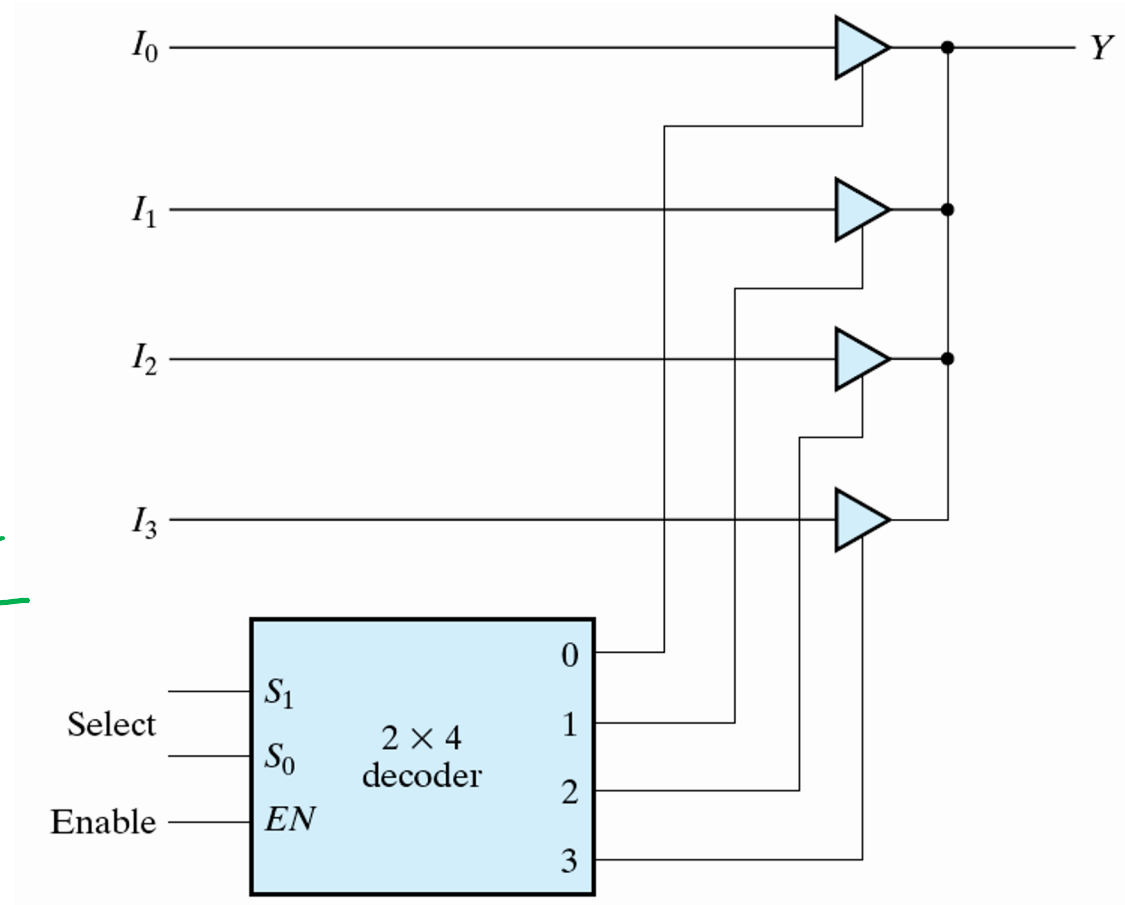 I₀
Y
I₁
I₂
I₃
0
S₁
Select
1
2 × 4
decoder
S₀
2
Enable
EN
3